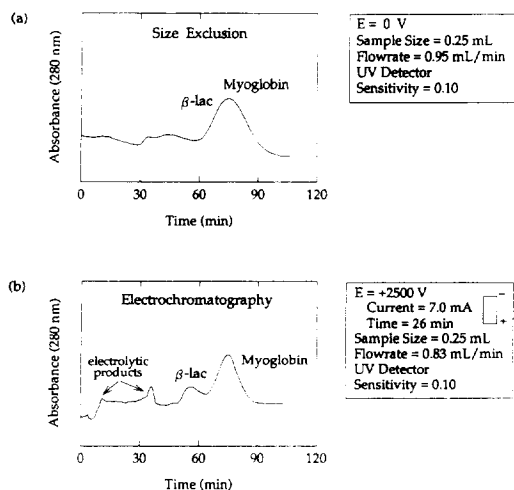 (a)
Size Exclusion
Myoglobin
β-lac
Absorbance (280 nm)
0 30 60 90 120
Time (min)
E = 0 V
Sample Size = 0.25 mL
Flowrate = 0.95 mL/min
UV Detector
Sensitivity = 0.10
(b)
Electrochromatography
electrolytic
products
β-lac
Myoglobin
Absorbance (280 nm)
0 30 60 90 120
Time (min)
E = +2500 V
Current = 7.0 mA
Time = 26 min
Sample Size = 0.25 mL
Flowrate = 0.83 mL/min
UV Detector
Sensitivity = 0.10
−
+